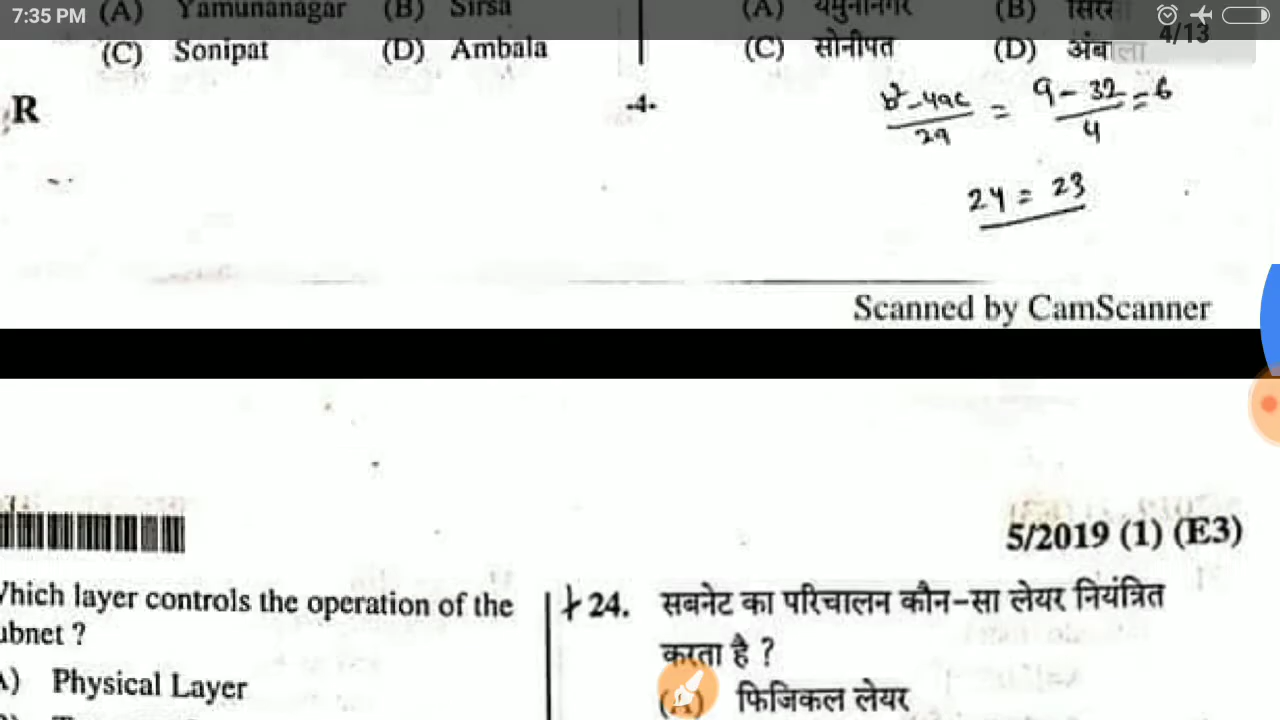 7:35 PM
(A) Yamunanagar (B) Sirsa
(C) Sonipat (D) Ambala
(A) यमुनानगर (B)
(C) सोनीपत (D) अंबाला
4/13
R
-4-
b²-4ac / 2a = 9-32 / 4 = 6
24 = 23
Scanned by CamScanner
5/2019 (1) (E3)
Which layer controls the operation of the
ubnet ?
A) Physical Layer
24. सबनेट का परिचालन कौन-सा लेयर नियंत्रित
करता है ?
(A) फिजिकल लेयर